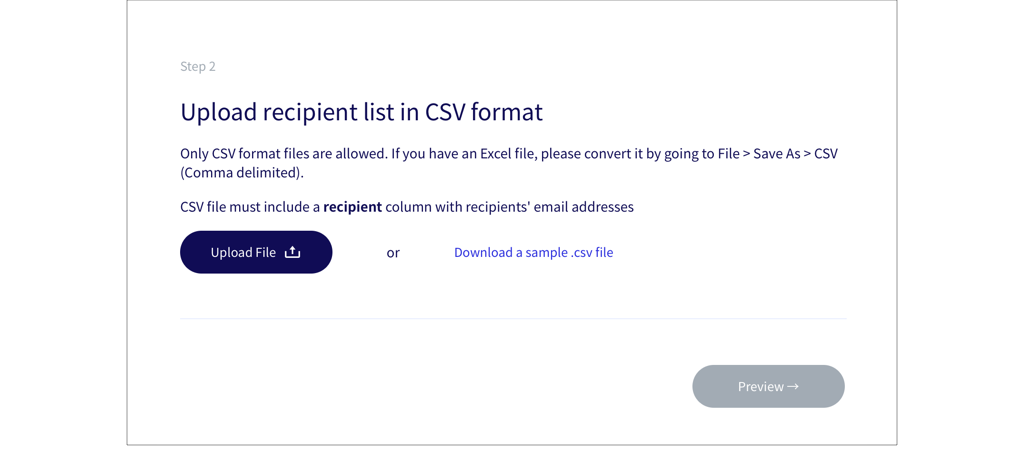 Step 2
Upload recipient list in CSV format
Only CSV format files are allowed. If you have an Excel file, please convert it by going to File > Save As > CSV
(Comma delimited).
CSV file must include a recipient column with recipients' email addresses
Upload File or Download a sample .csv file
Preview →